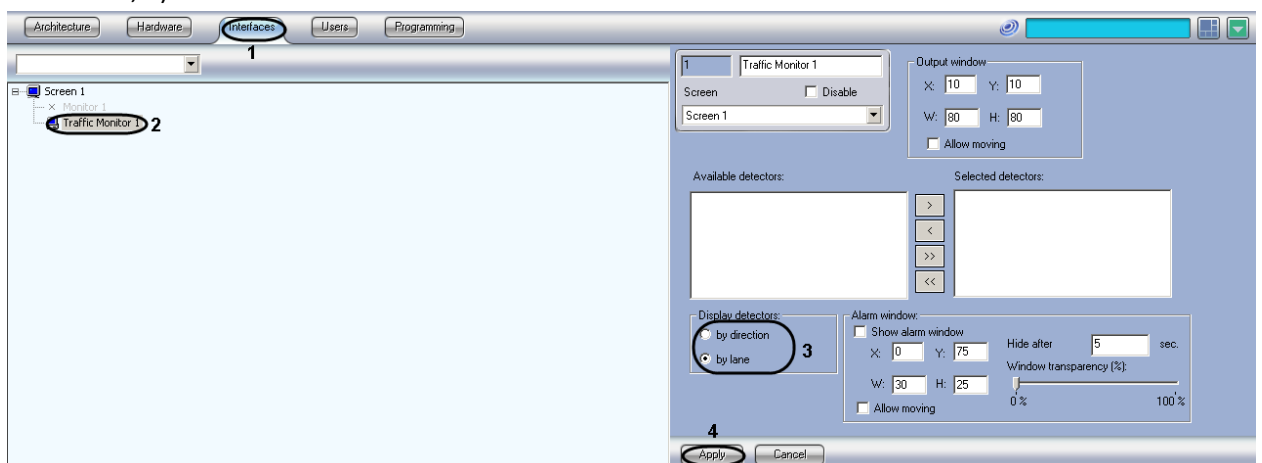 Architecture Hardware Interfaces Users Programming
1
Screen 1
Monitor 1
Traffic Monitor 1 2
1 Traffic Monitor 1
Screen Disable
Screen 1
Output window
X: 10 Y: 10
W: 80 H: 80
Allow moving
Available detectors: Selected detectors:
>
<
>>
<<
Display detectors:
by direction
by lane
3
Alarm window:
Show alarm window
X: 0 Y: 75
W: 30 H: 25
Allow moving
Hide after 5 sec.
Window transparency (%):
0 % 100 %
4
Apply Cancel